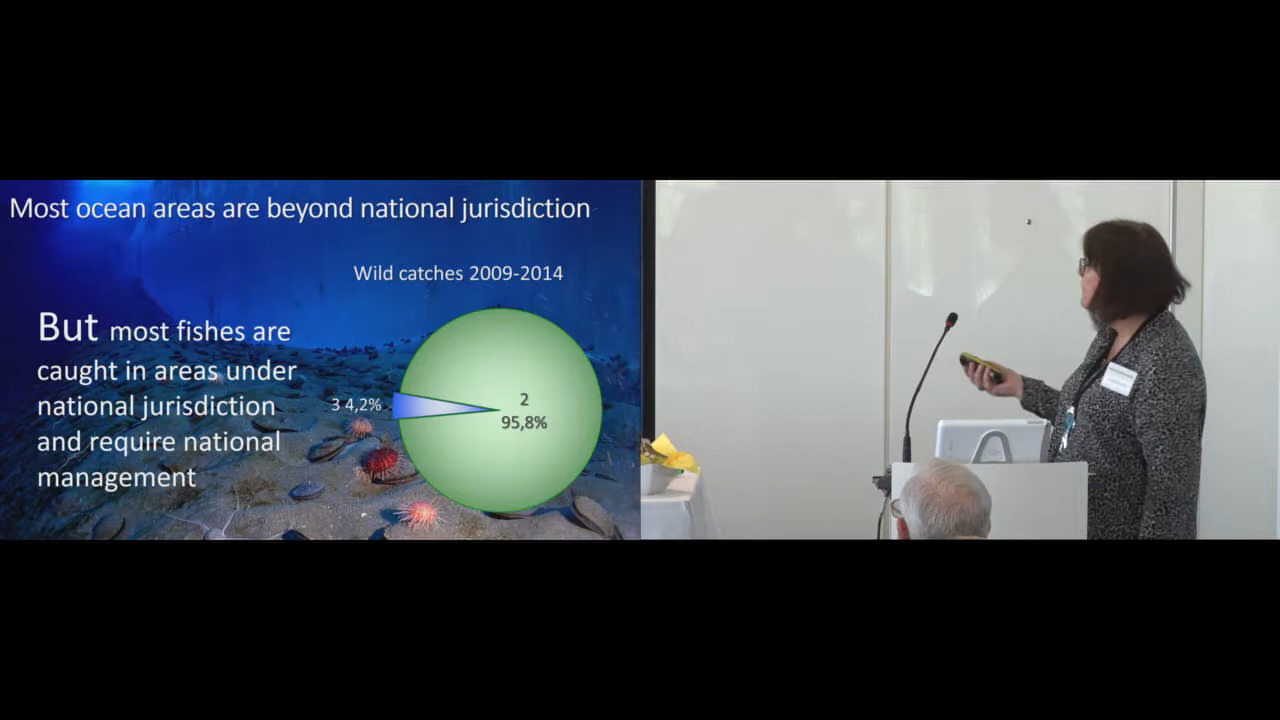 Most ocean areas are beyond national jurisdiction
Wild catches 2009-2014
But most fishes are
caught in areas under
national jurisdiction
and require national
management
3 4,2%
2
95,8%